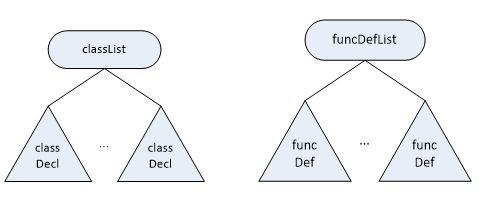 classList
funcDefList
class
Decl
...
class
Decl
func
Def
...
func
Def